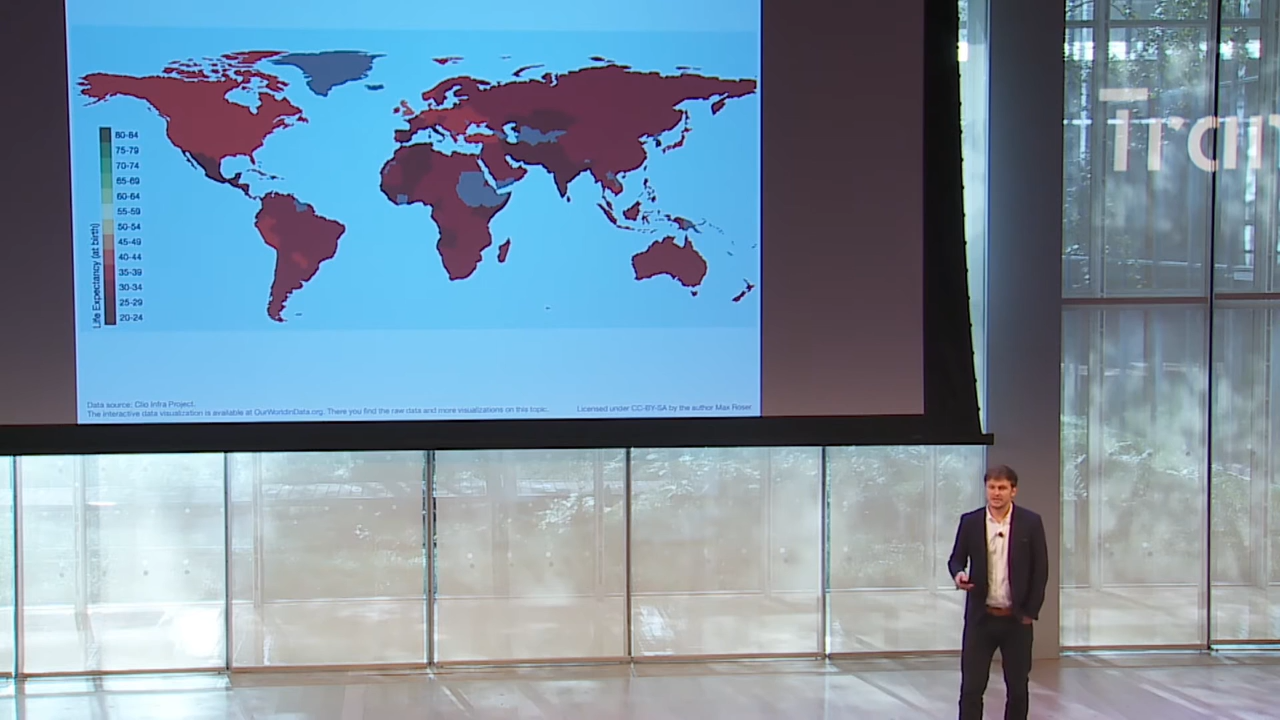 80-84
75-79
70-74
65-69
60-64
55-59
50-54
45-49
40-44
35-39
30-34
25-29
20-24
Life Expectancy (at birth)
Data source: Clio Infra Project.
The interactive data visualization is available at OurWorldinData.org. There you find the raw data and more visualizations on this topic.
Licensed under CC-BY-SA by the author Max Roser
Tran